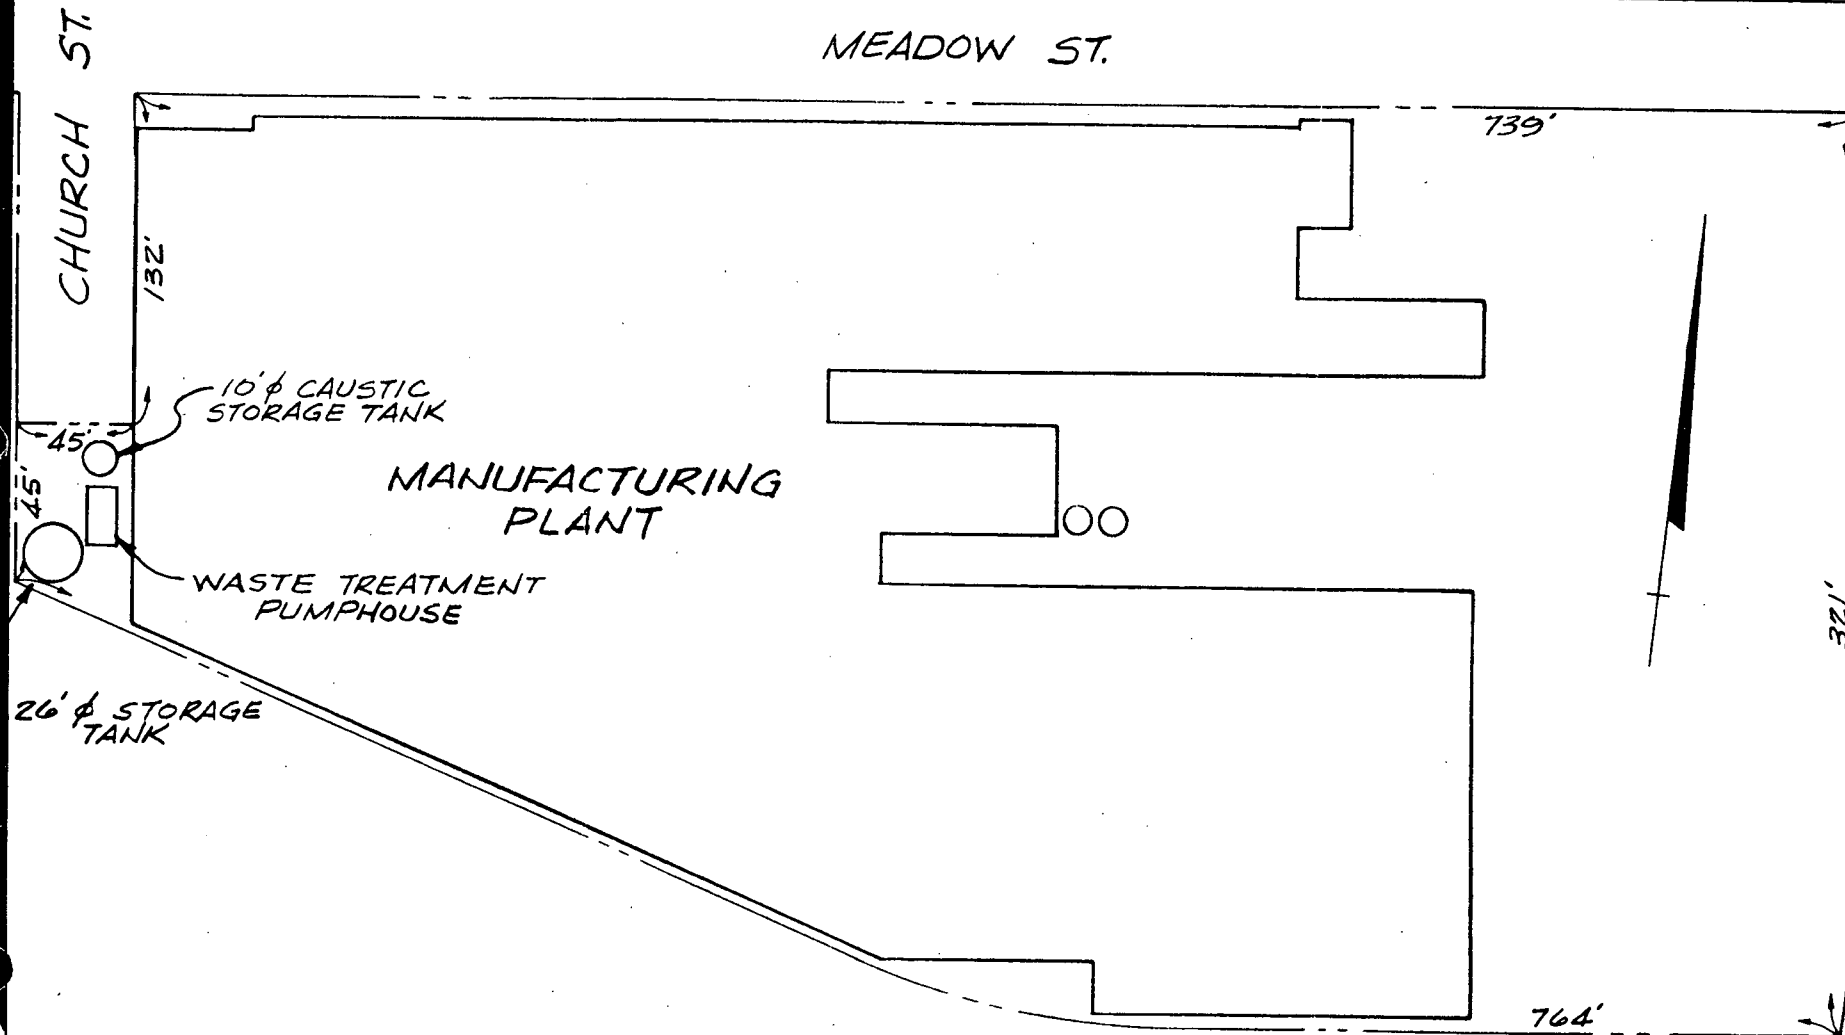 MEADOW ST.
CHURCH ST.
739'
132'
10'ϕ CAUSTIC
STORAGE TANK
45'
45'
MANUFACTURING
PLANT
WASTE TREATMENT
PUMPHOUSE
321'
26'ϕ STORAGE
TANK
764'